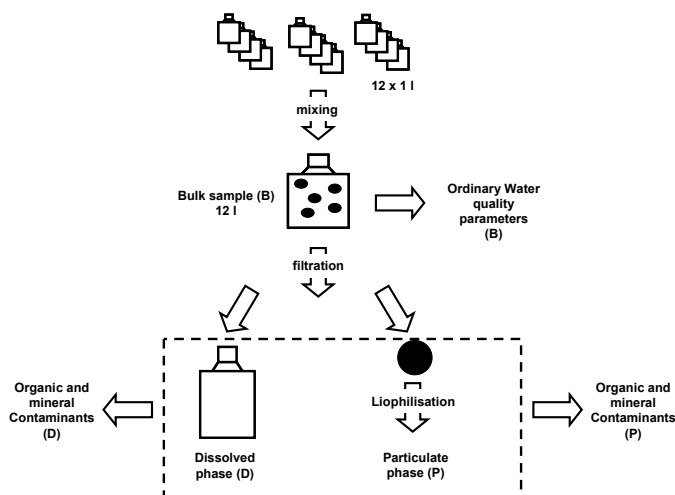 12 x 1 l
mixing
Bulk sample (B)
12 l
Ordinary Water
quality
parameters
(B)
filtration
Organic and
mineral
Contaminants
(D)
Liophilisation
Organic and
mineral
Contaminants
(P)
Dissolved
phase (D)
Particulate
phase (P)